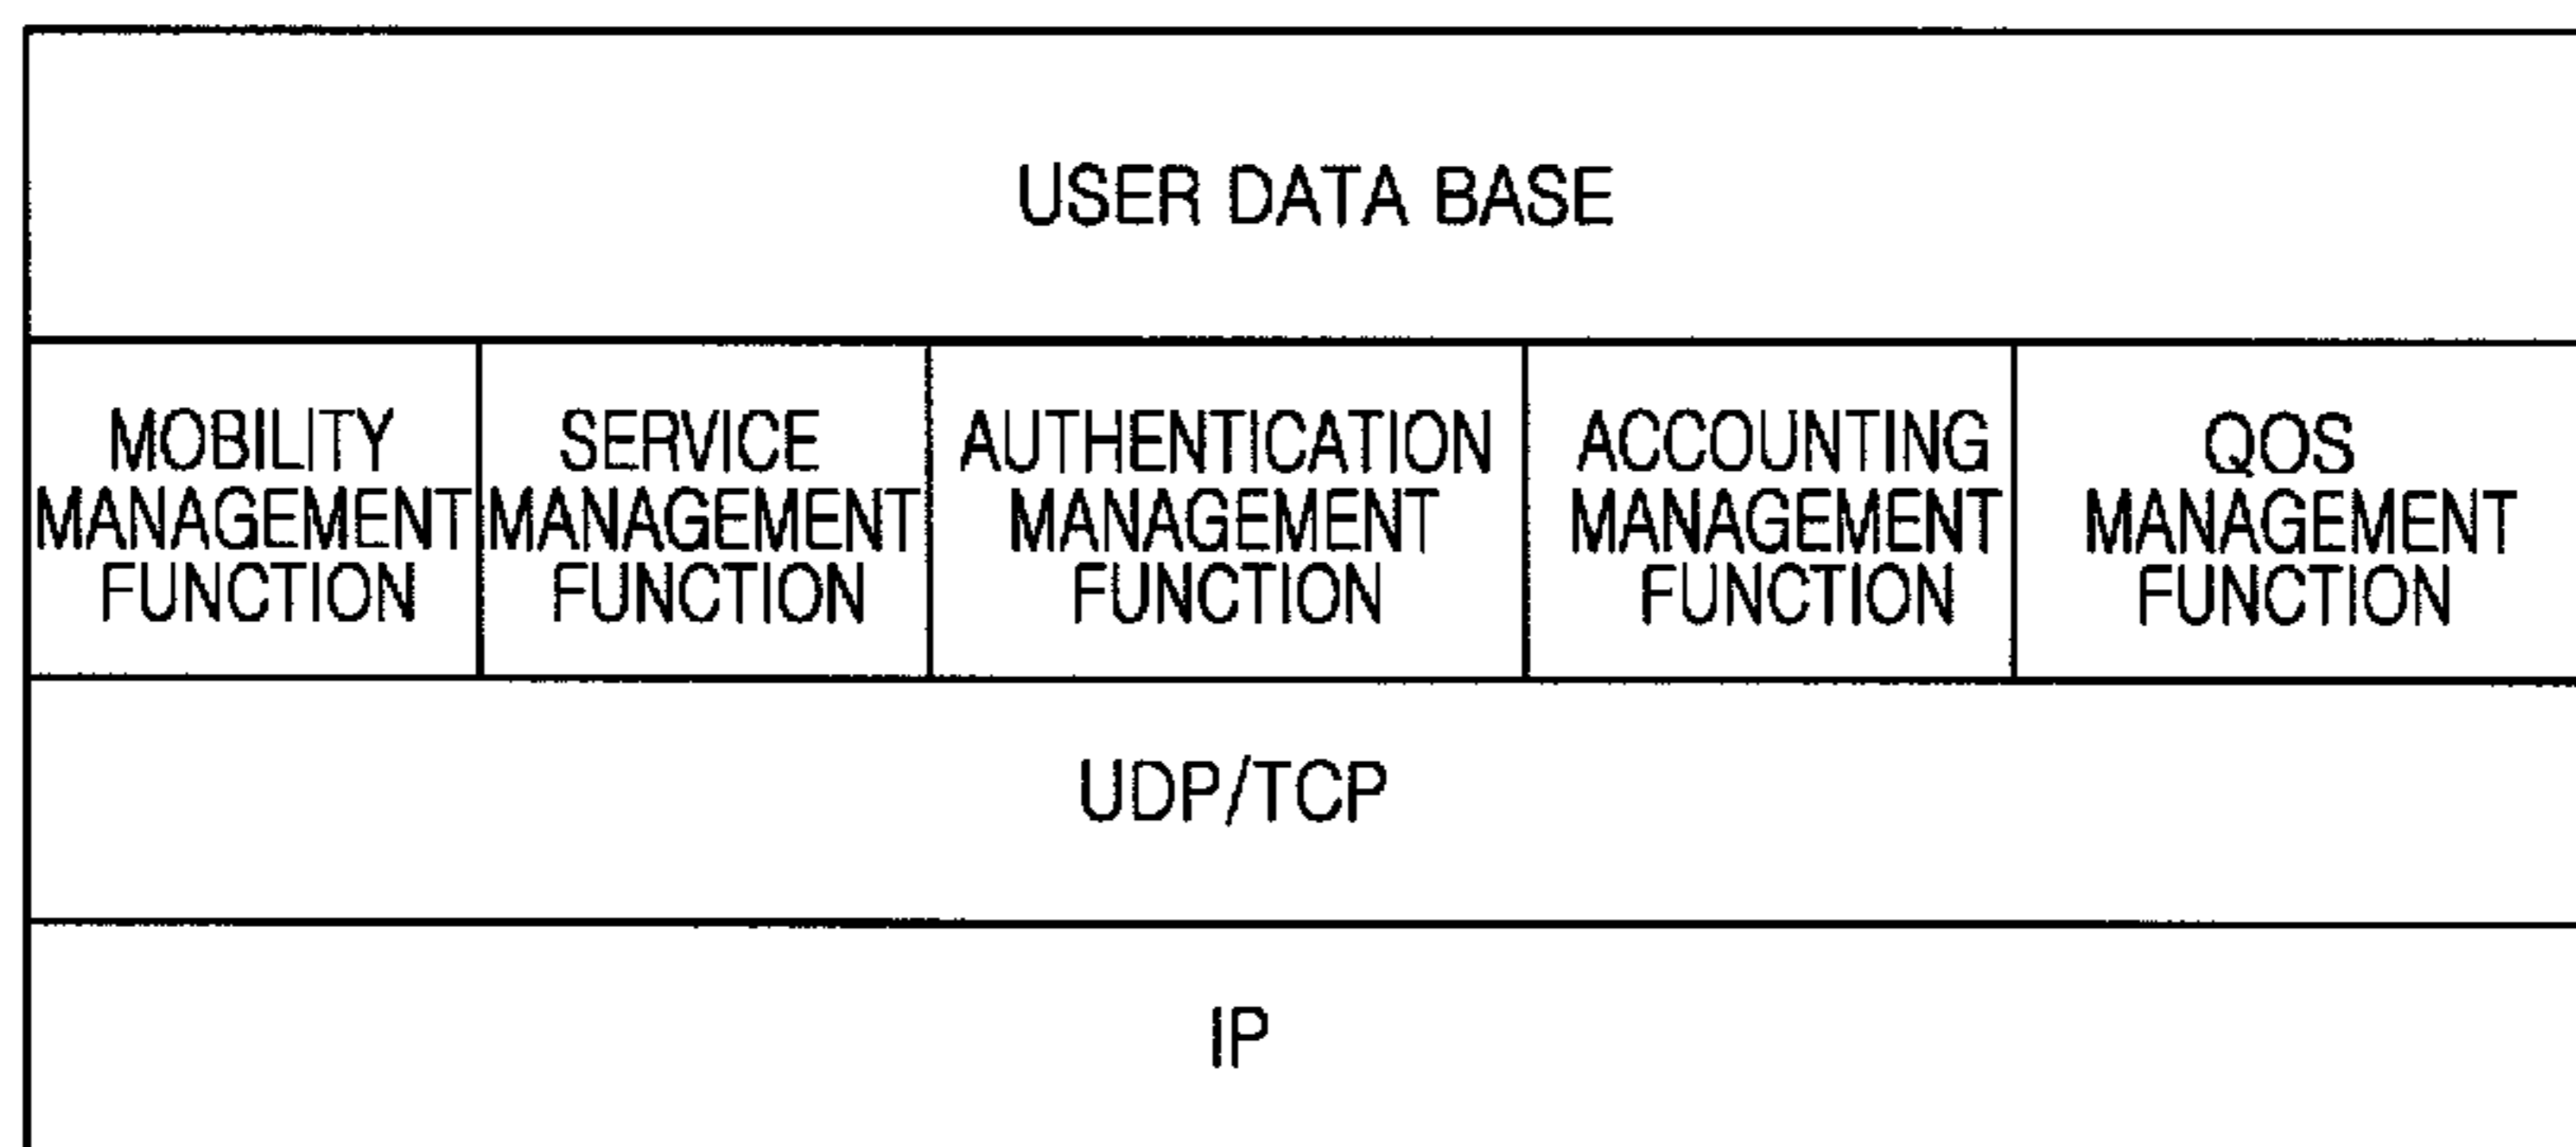 USER DATA BASE
MOBILITY
MANAGEMENT
FUNCTION
SERVICE
MANAGEMENT
FUNCTION
AUTHENTICATION
MANAGEMENT
FUNCTION
ACCOUNTING
MANAGEMENT
FUNCTION
QOS
MANAGEMENT
FUNCTION
UDP/TCP
IP